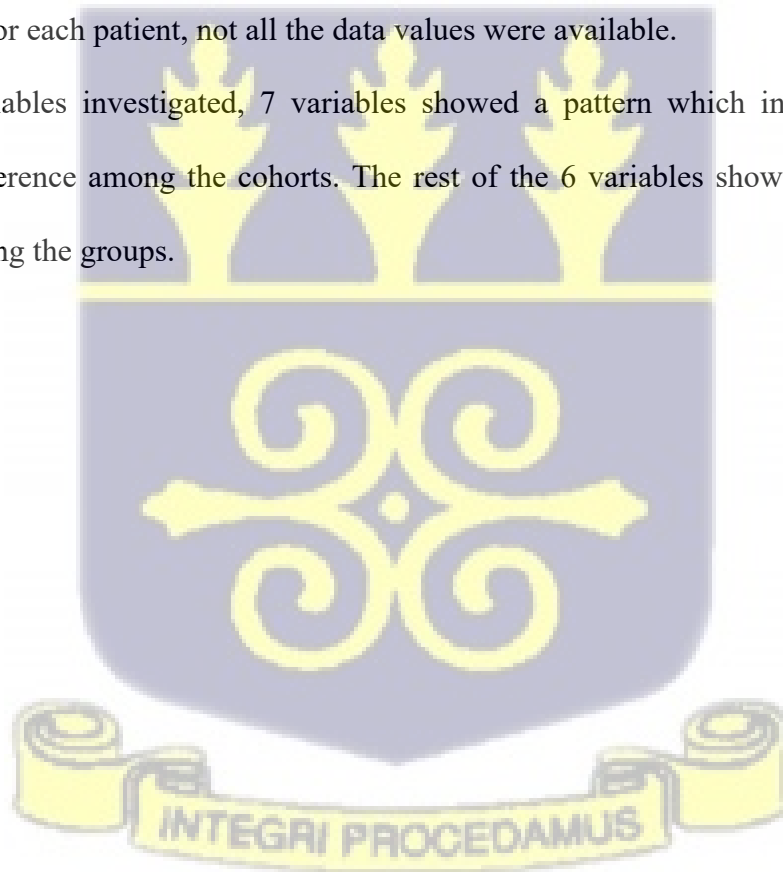 or each patient, not all the data values were available.
ables investigated, 7 variables showed a pattern which in
erence among the cohorts. The rest of the 6 variables show
ng the groups.
INTEGRI PROCEDAMUS